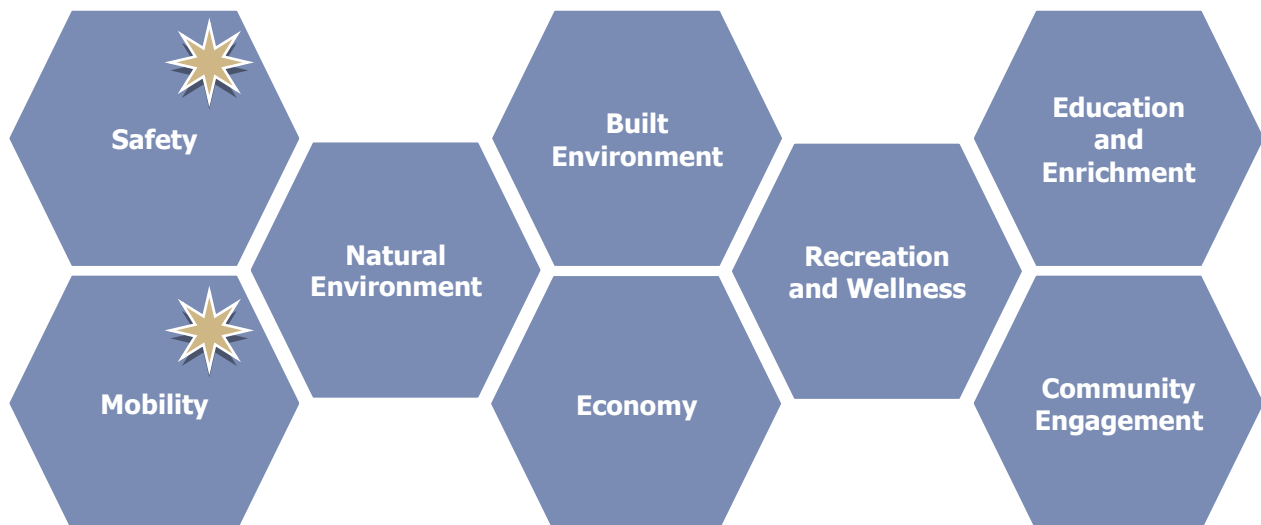 Safety
Mobility
Natural
Environment
Built
Environment
Economy
Recreation
and Wellness
Education
and
Enrichment
Community
Engagement